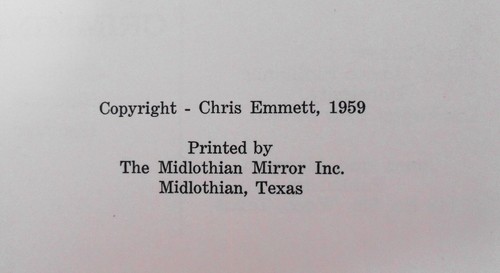 Copyright - Chris Emmett, 1959
Printed by
The Midlothian Mirror Inc.
Midlothian, Texas